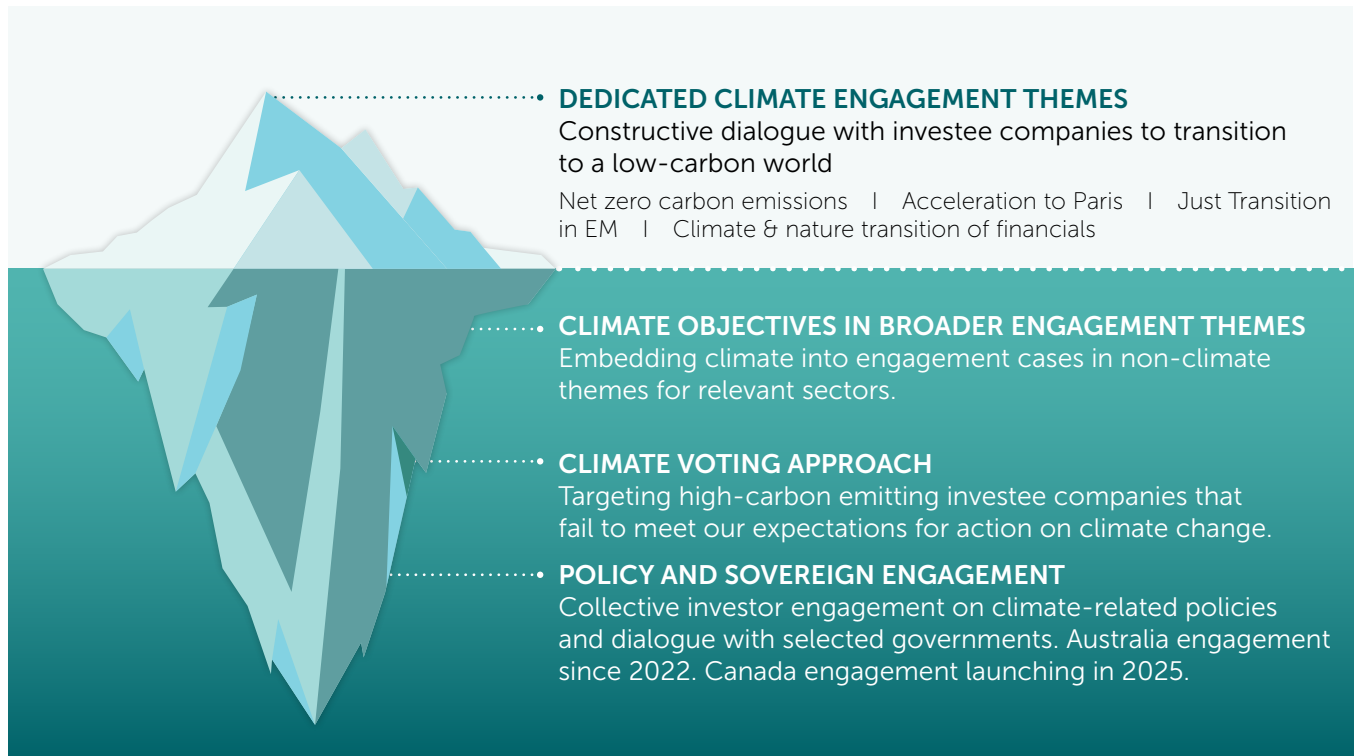 DEDICATED CLIMATE ENGAGEMENT THEMES
Constructive dialogue with investee companies to transition
to a low-carbon world
Net zero carbon emissions I Acceleration to Paris I Just Transition
in EM I Climate & nature transition of financials
CLIMATE OBJECTIVES IN BROADER ENGAGEMENT THEMES
Embedding climate into engagement cases in non-climate
themes for relevant sectors.
CLIMATE VOTING APPROACH
Targeting high-carbon emitting investee companies that
fail to meet our expectations for action on climate change.
POLICY AND SOVEREIGN ENGAGEMENT
Collective investor engagement on climate-related policies
and dialogue with selected governments. Australia engagement
since 2022. Canada engagement launching in 2025.